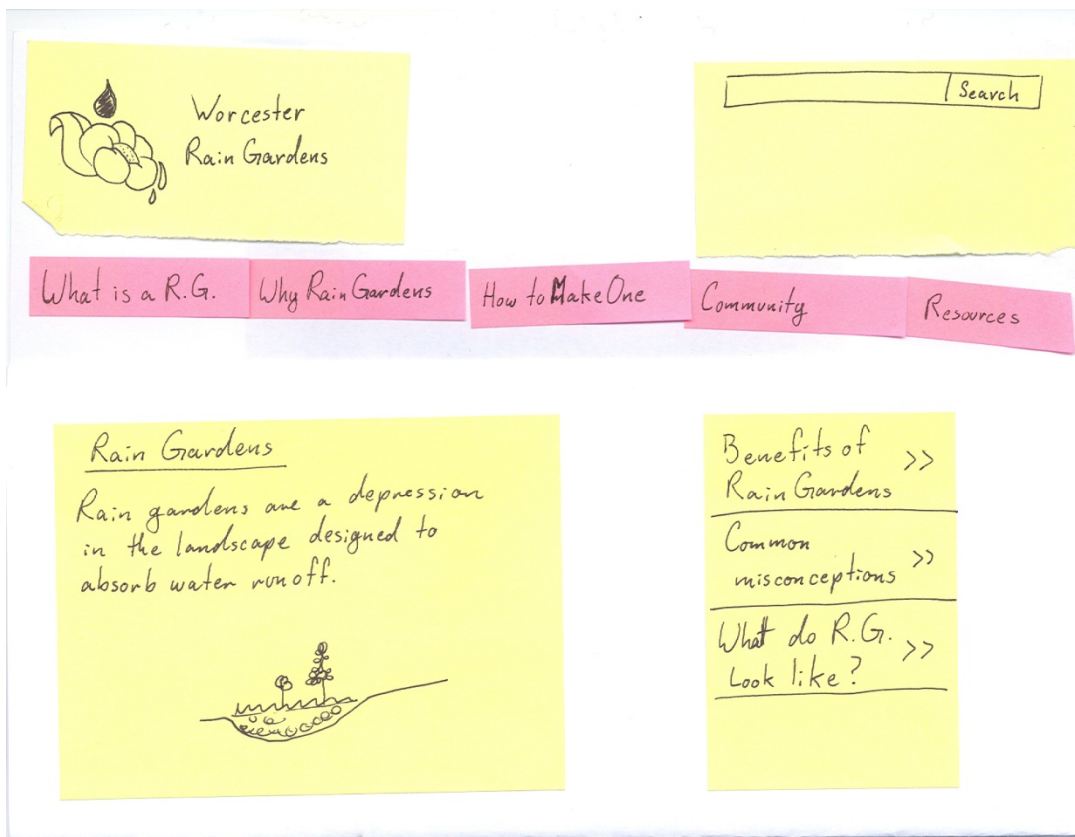 Worcester
Rain Gardens
Search
What is a R.G.
Why Rain Gardens
How to Make One
Community
Resources
Rain Gardens
Rain gardens are a depression
in the landscape designed to
absorb water runoff.
Benefits of >>
Rain Gardens
Common
misconceptions >>
What do R.G. >>
Look like?